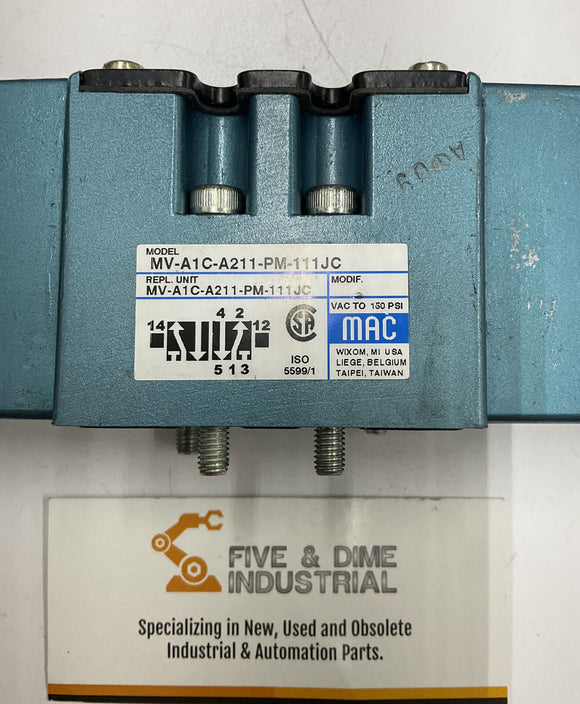 A009
MODEL
MV-A1C-A211-PM-111JC
REPL. UNIT
MODIF.
MV-A1C-A211-PM-111JC
VAC TO 150 PSI
4 2
14 12
5 1 3
ISO
5599/1
MAC
WIXOM, MI USA
LIEGE, BELGIUM
TAIPEI, TAIWAN
FIVE & DIME
INDUSTRIAL
Specializing in New, Used and Obsolete
Industrial & Automation Parts.